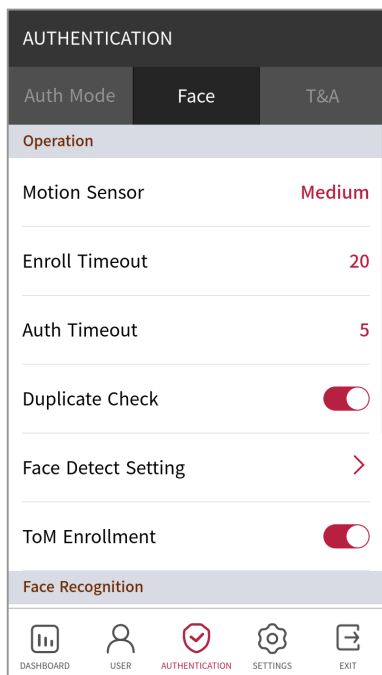 AUTHENTICATION
Auth Mode Face T&A
Operation
Motion Sensor Medium
Enroll Timeout 20
Auth Timeout 5
Duplicate Check
Face Detect Setting
ToM Enrollment
Face Recognition
DASHBOARD USER AUTHENTICATION SETTINGS EXIT